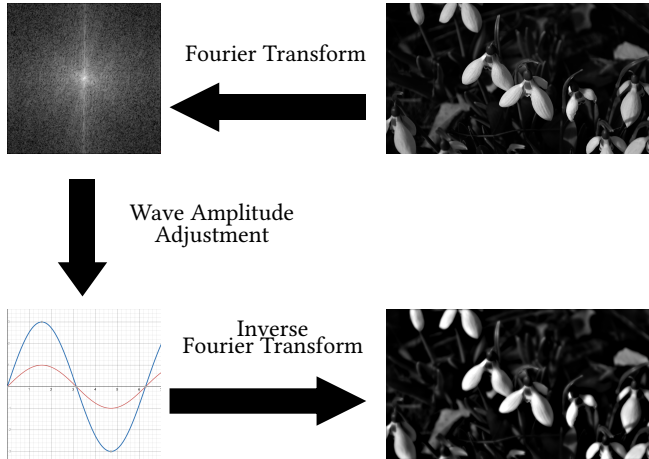 Fourier Transform
Wave Amplitude
Adjustment
Inverse
Fourier Transform